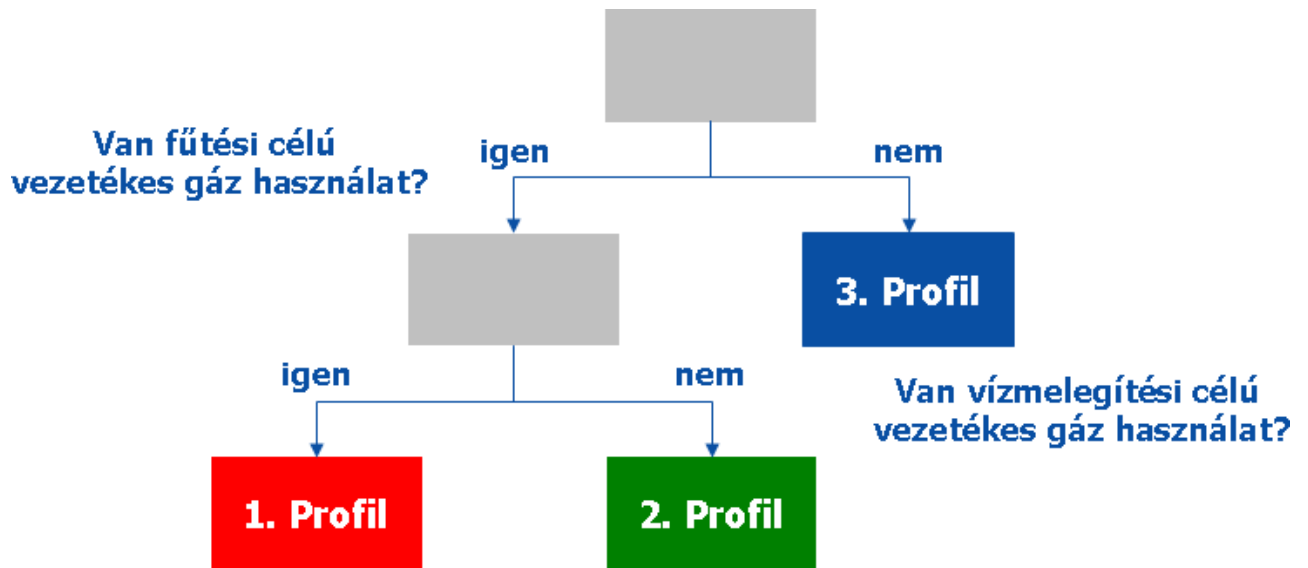 Van fűtési célú
vezetékes gáz használat?
igen
nem
3. Profil
igen
nem
Van vízmelegítési célú
vezetékes gáz használat?
1. Profil
2. Profil